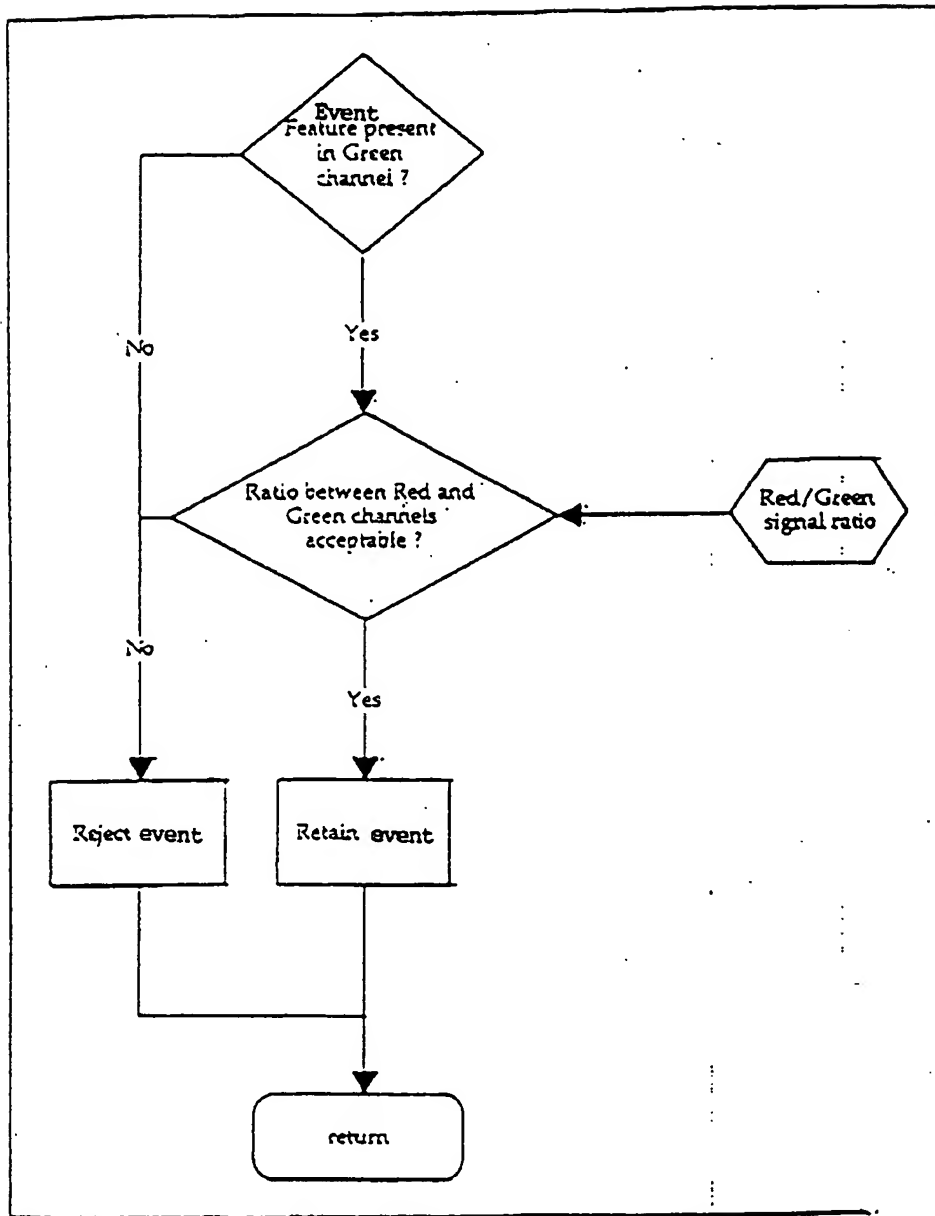 Event
Feature present
in Green
channel ?
Yes
No
Ratio between Red and
Green channels
acceptable ?
Red/Green
signal ratio
No
Yes
Reject event
Retain event
return